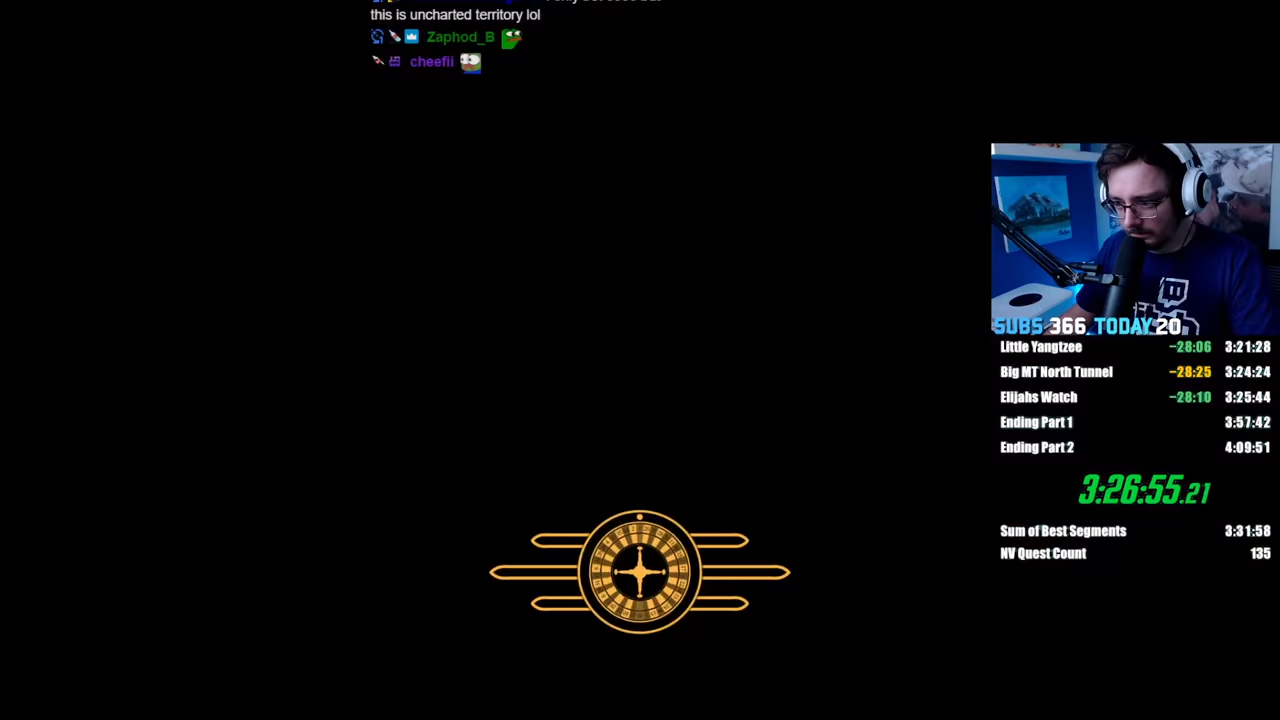 this is uncharted territory lol
Zaphod_B
cheefii
SUBS 366 TODAY 20
Little Yangtzee -28:06 3:21:28
Big MT North Tunnel -28:25 3:24:24
Elijahs Watch -28:10 3:25:44
Ending Part 1 3:57:42
Ending Part 2 4:09:51
3:26:55.21
Sum of Best Segments 3:31:58
NV Quest Count 135